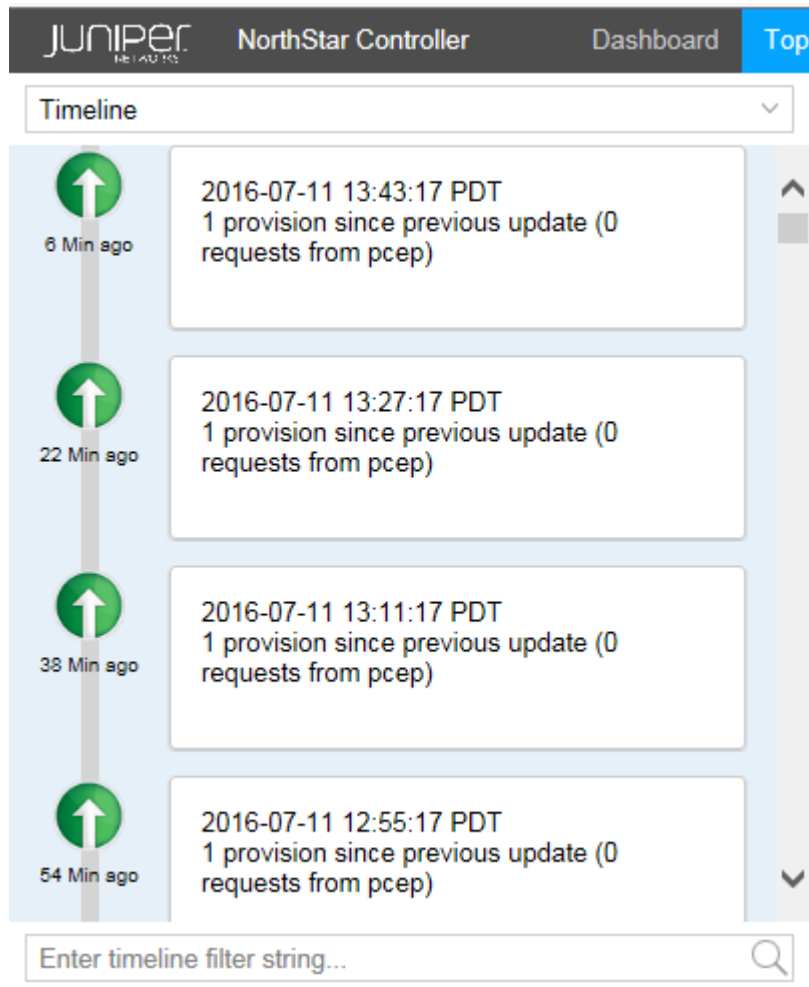 JUNIPER NETWORKS NorthStar Controller Dashboard Top
Timeline
2016-07-11 13:43:17 PDT
1 provision since previous update (0
requests from pcep)
6 Min ago
2016-07-11 13:27:17 PDT
1 provision since previous update (0
requests from pcep)
22 Min ago
2016-07-11 13:11:17 PDT
1 provision since previous update (0
requests from pcep)
38 Min ago
2016-07-11 12:55:17 PDT
1 provision since previous update (0
requests from pcep)
54 Min ago
Enter timeline filter string...